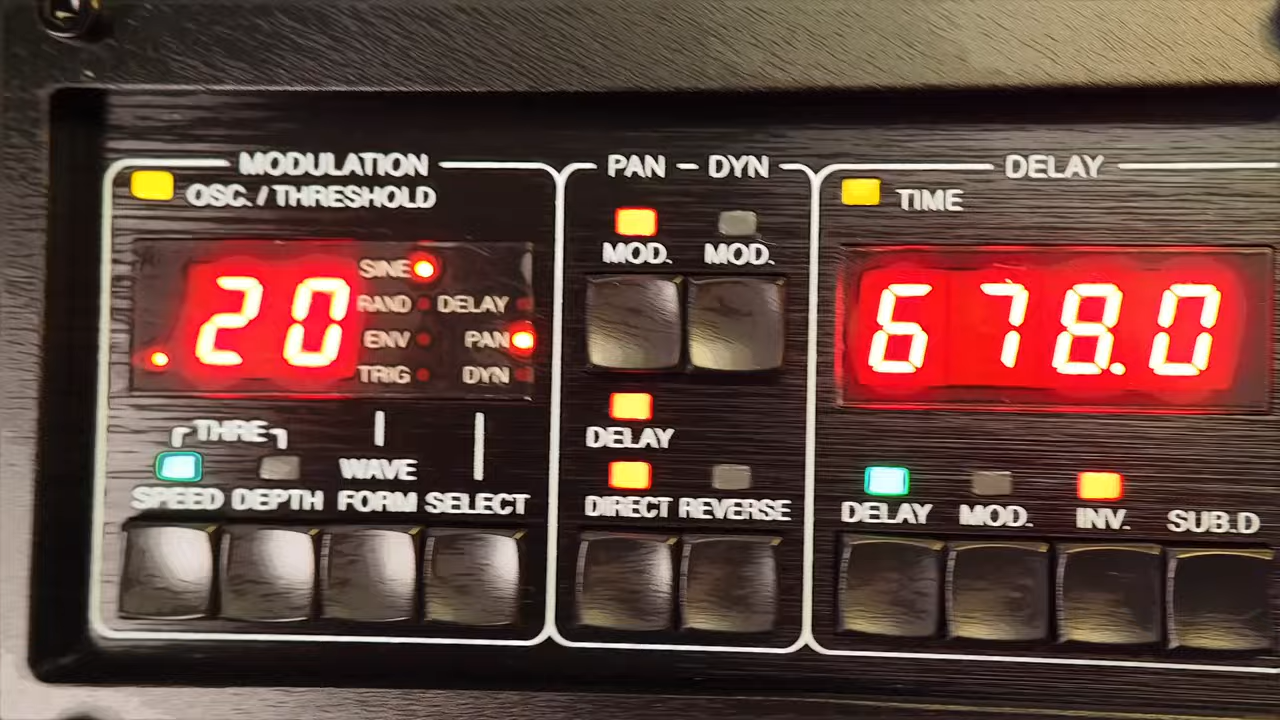 MODULATION
OSC. / THRESHOLD
.20
SINE
RAND DELAY
ENV PAN
TRIG DYN
THRE
WAVE
SPEED DEPTH FORM SELECT
PAN – DYN
MOD. MOD.
DELAY
DIRECT REVERSE
DELAY
TIME
678.0
DELAY MOD. INV. SUB.D